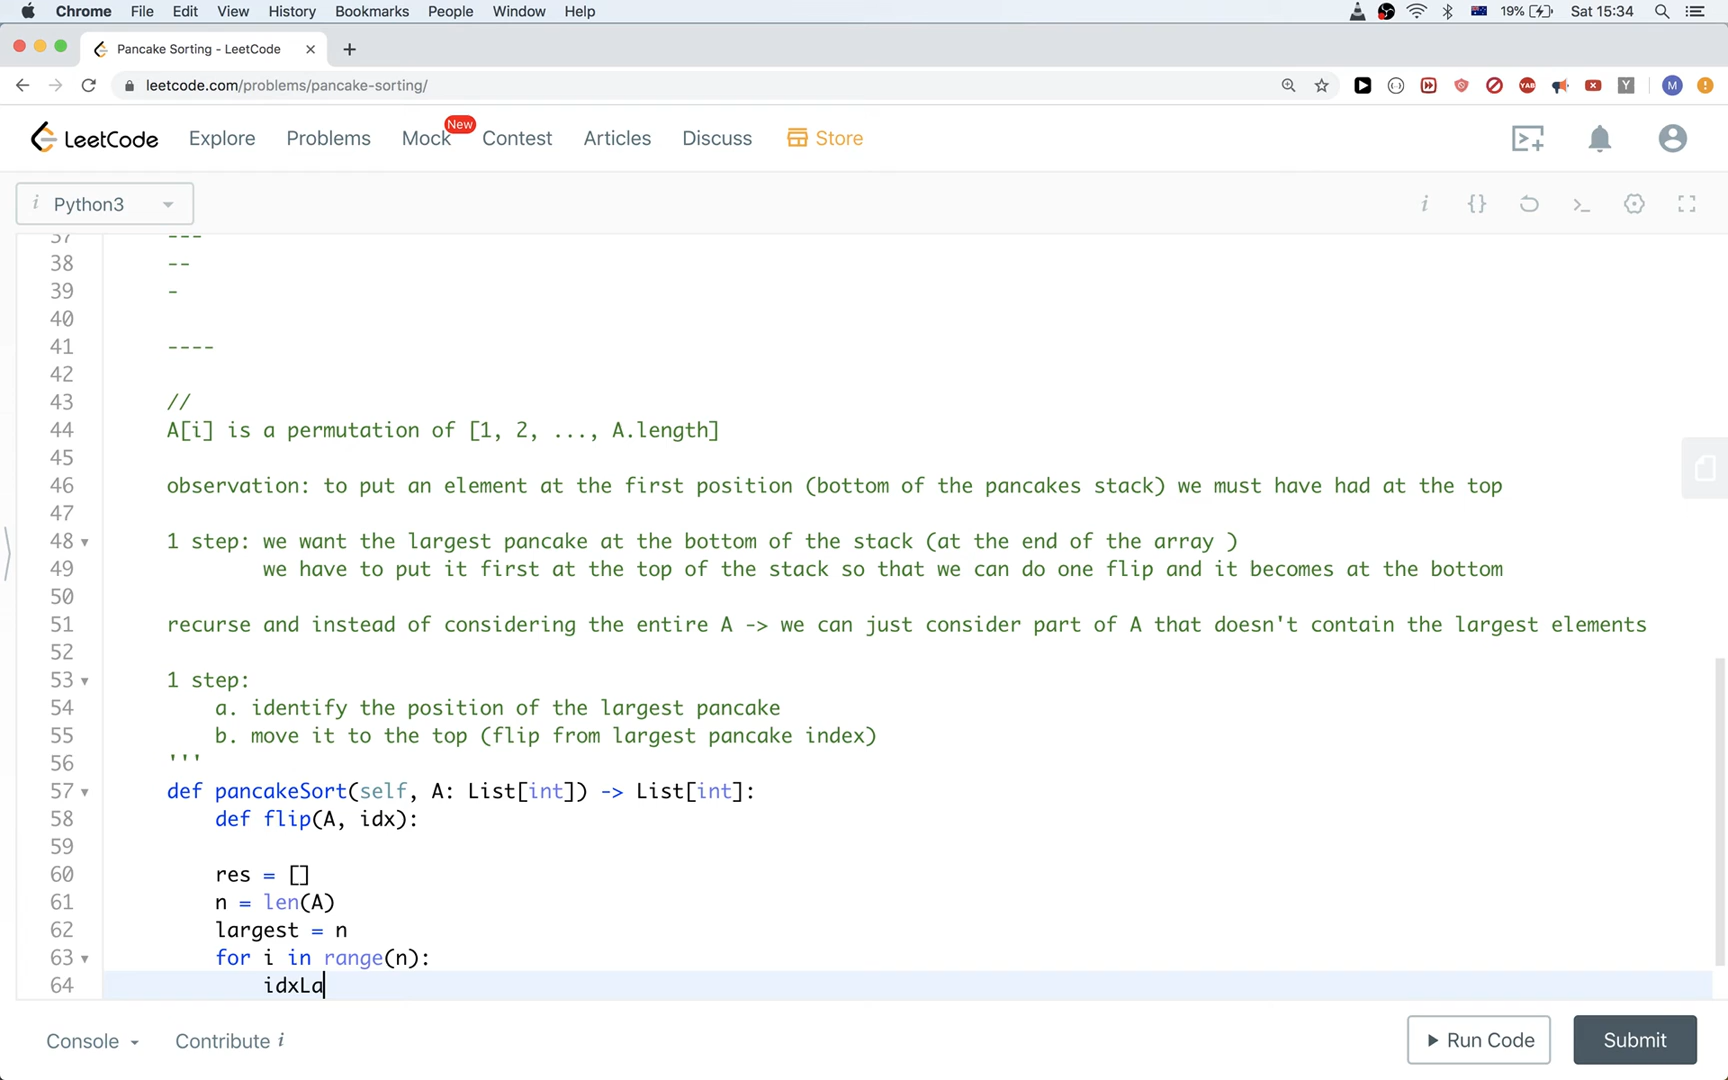 Chrome File Edit View History Bookmarks People Window Help 19% Sat 15:34
Pancake Sorting - LeetCode
leetcode.com/problems/pancake-sorting/ YAB Y M
LeetCode Explore Problems Mock New Contest Articles Discuss Store
i Python3 i {} >_
37 ---
38 --
39 -
40
41 ----
42
43 //
44 A[i] is a permutation of [1, 2, ..., A.length]
45
46 observation: to put an element at the first position (bottom of the pancakes stack) we must have had at the top
47
48 1 step: we want the largest pancake at the bottom of the stack (at the end of the array )
49 we have to put it first at the top of the stack so that we can do one flip and it becomes at the bottom
50
51 recurse and instead of considering the entire A -> we can just consider part of A that doesn't contain the largest elements
52
53 1 step:
54 a. identify the position of the largest pancake
55 b. move it to the top (flip from largest pancake index)
56 '''
57 def pancakeSort(self, A: List[int]) -> List[int]:
58 def flip(A, idx):
59
60 res = []
61 n = len(A)
62 largest = n
63 for i in range(n):
64 idxLa
Console Contribute i Run Code Submit